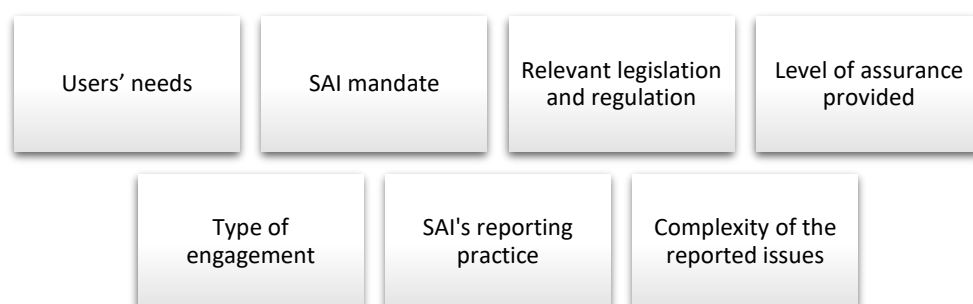 Users’ needs
SAI mandate
Relevant legislation
and regulation
Level of assurance
provided
Type of
engagement
SAI's reporting
practice
Complexity of the
reported issues